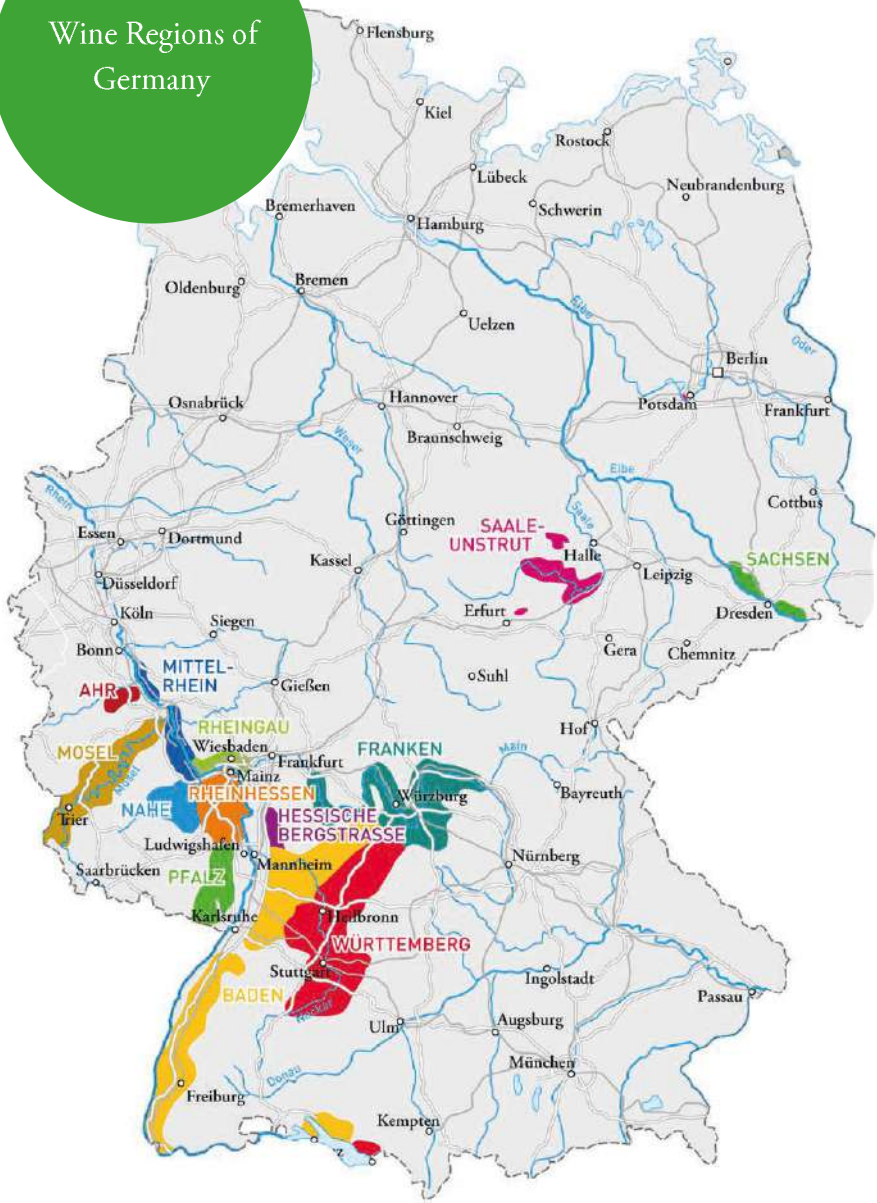 Wine Regions of
Germany
Flensburg
Kiel
Rostock
Lübeck
Neubrandenburg
Schwerin
Bremerhaven
Hamburg
Oldenburg
Bremen
Elbe
Uelzen
Oder
Berlin
Hannover
Osnabrück
Potsdam
Frankfurt
Braunschweig
Weser
Elbe
Rhein
Cottbus
Saale
Göttingen
SAALE-
UNSTRUT
Essen
Dortmund
Halle
Kassel
SACHSEN
Leipzig
Düsseldorf
Köln
Erfurt
Dresden
Siegen
Bonn
Gera
Chemnitz
MITTEL-
RHEIN
Suhl
Gießen
AHR
RHEINGAU
Hof
Wiesbaden
FRANKEN
Main
MOSEL
Frankfurt
Mainz
Mosel
RHEINHESSEN
Bayreuth
Würzburg
NAHE
HESSISCHE
BERGSTRASSE
Trier
Ludwigshafen
Mannheim
Nürnberg
Saarbrücken
PFALZ
Karlsruhe
Heilbronn
WÜRTTEMBERG
Stuttgart
Ingolstadt
BADEN
Passau
Neckar
Ulm
Augsburg
München
Donau
Freiburg
Kempten
z